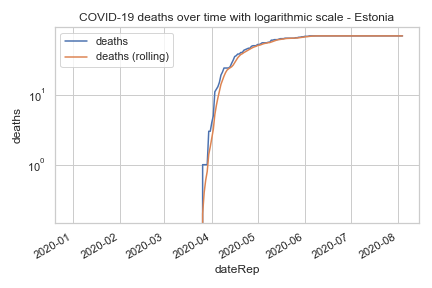 COVID-19 deaths over time with logarithmic scale - Estonia
deaths
deaths (rolling)
deaths
10¹
10⁰
2020-01
2020-02
2020-03
2020-04
2020-05
2020-06
2020-07
2020-08
dateRep